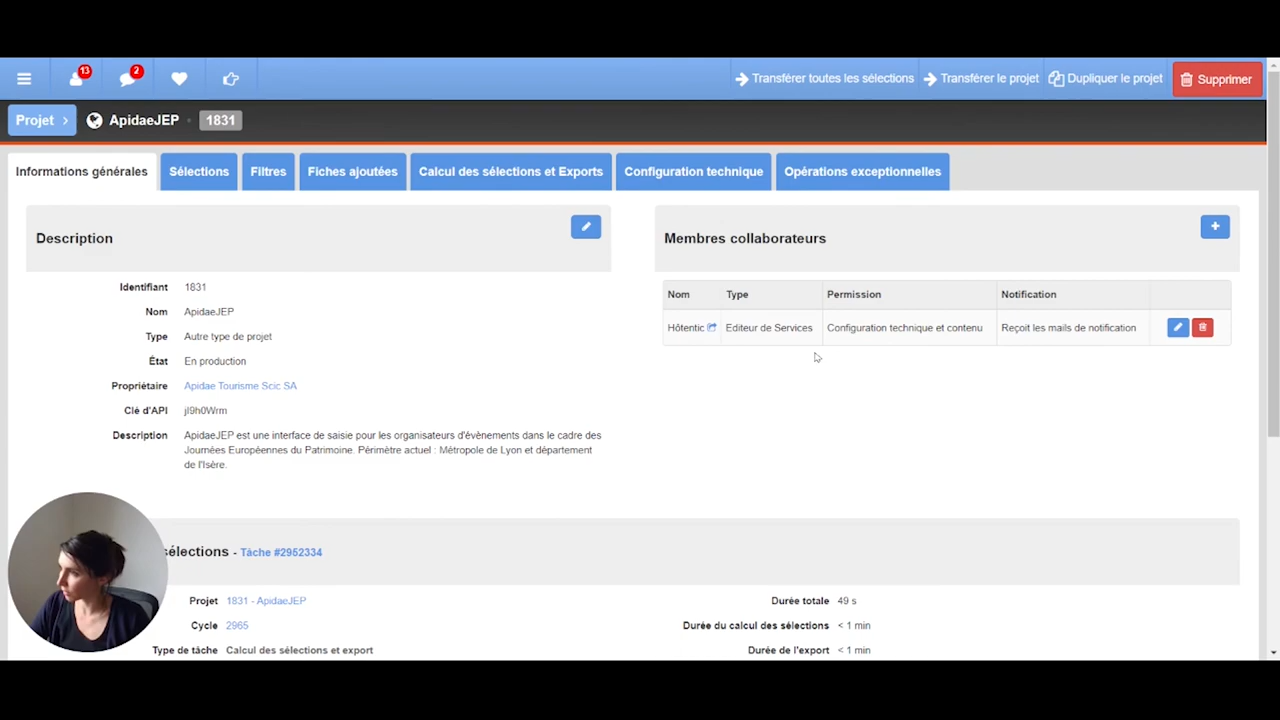 13
2
Transférer toutes les sélections
Transférer le projet
Dupliquer le projet
Supprimer
Projet
ApidaeJEP
1831
Informations générales
Sélections
Filtres
Fiches ajoutées
Calcul des sélections et Exports
Configuration technique
Opérations exceptionnelles
Description
Identifiant 1831
Nom ApidaeJEP
Type Autre type de projet
État En production
Propriétaire Apidae Tourisme Scic SA
Clé d'API jI9h0Wrm
Description ApidaeJEP est une interface de saisie pour les organisateurs d'évènements dans le cadre des
Journées Européennes du Patrimoine. Périmètre actuel : Métropole de Lyon et département
de l'Isère.
Membres collaborateurs
Nom Type Permission Notification
Hôtentic Editeur de Services Configuration technique et contenu Reçoit les mails de notification
sélections - Tâche #2952334
Projet 1831 - ApidaeJEP
Cycle 2965
Type de tâche Calcul des sélections et export
Durée totale 49 s
Durée du calcul des sélections < 1 min
Durée de l'export < 1 min